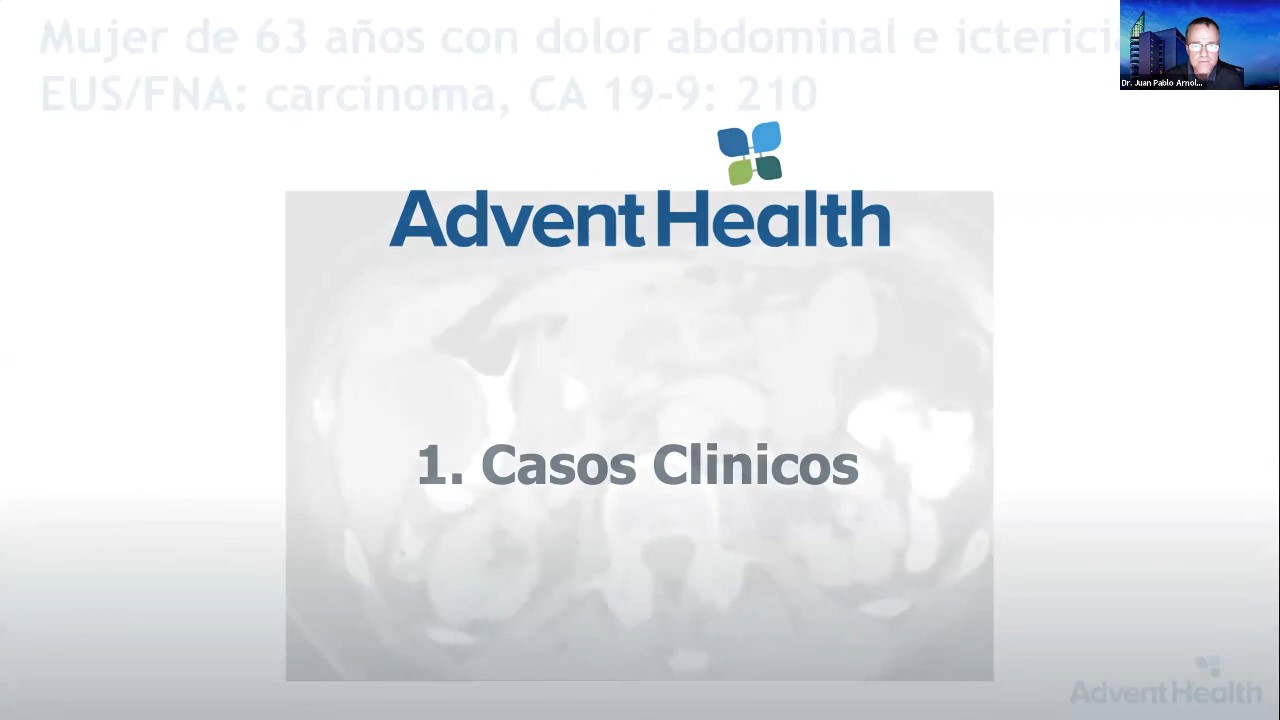 Mujer de 63 años con dolor abdominal e ictericia
EUS/FNA: carcinoma, CA 19-9: 210
Dr. Juan Pablo Arnol...
AdventHealth
1. Casos Clinicos
AdventHealth